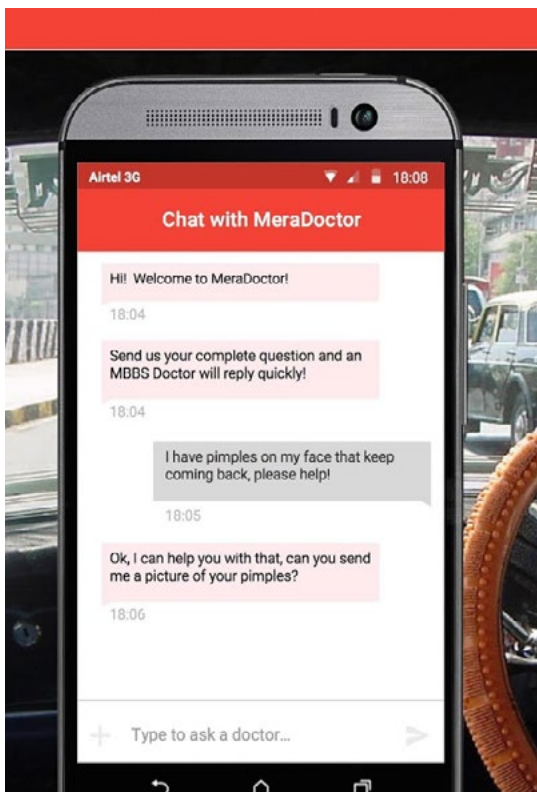 Airtel 3G 18:08
Chat with MeraDoctor
Hi! Welcome to MeraDoctor!
18:04
Send us your complete question and an
MBBS Doctor will reply quickly!
18:04
I have pimples on my face that keep
coming back, please help!
18:05
Ok, I can help you with that, can you send
me a picture of your pimples?
18:06
Type to ask a doctor...